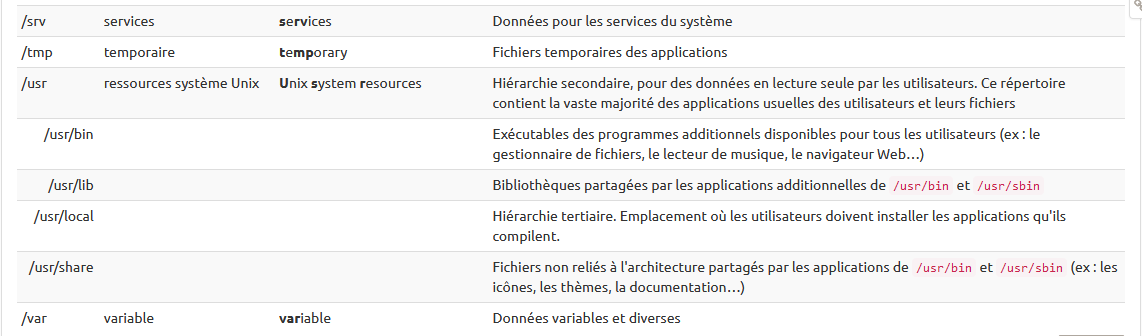 /srv services services Données pour les services du système
/tmp temporaire temporary Fichiers temporaires des applications
/usr ressources système Unix Unix system resources Hiérarchie secondaire, pour des données en lecture seule par les utilisateurs. Ce répertoire
contient la vaste majorité des applications usuelles des utilisateurs et leurs fichiers
/usr/bin Exécutables des programmes additionnels disponibles pour tous les utilisateurs (ex : le
gestionnaire de fichiers, le lecteur de musique, le navigateur Web…)
/usr/lib Bibliothèques partagées par les applications additionnelles de /usr/bin et /usr/sbin
/usr/local Hiérarchie tertiaire. Emplacement où les utilisateurs doivent installer les applications qu'ils
compilent.
/usr/share Fichiers non reliés à l'architecture partagés par les applications de /usr/bin et /usr/sbin (ex : les
icônes, les thèmes, la documentation…)
/var variable variable Données variables et diverses